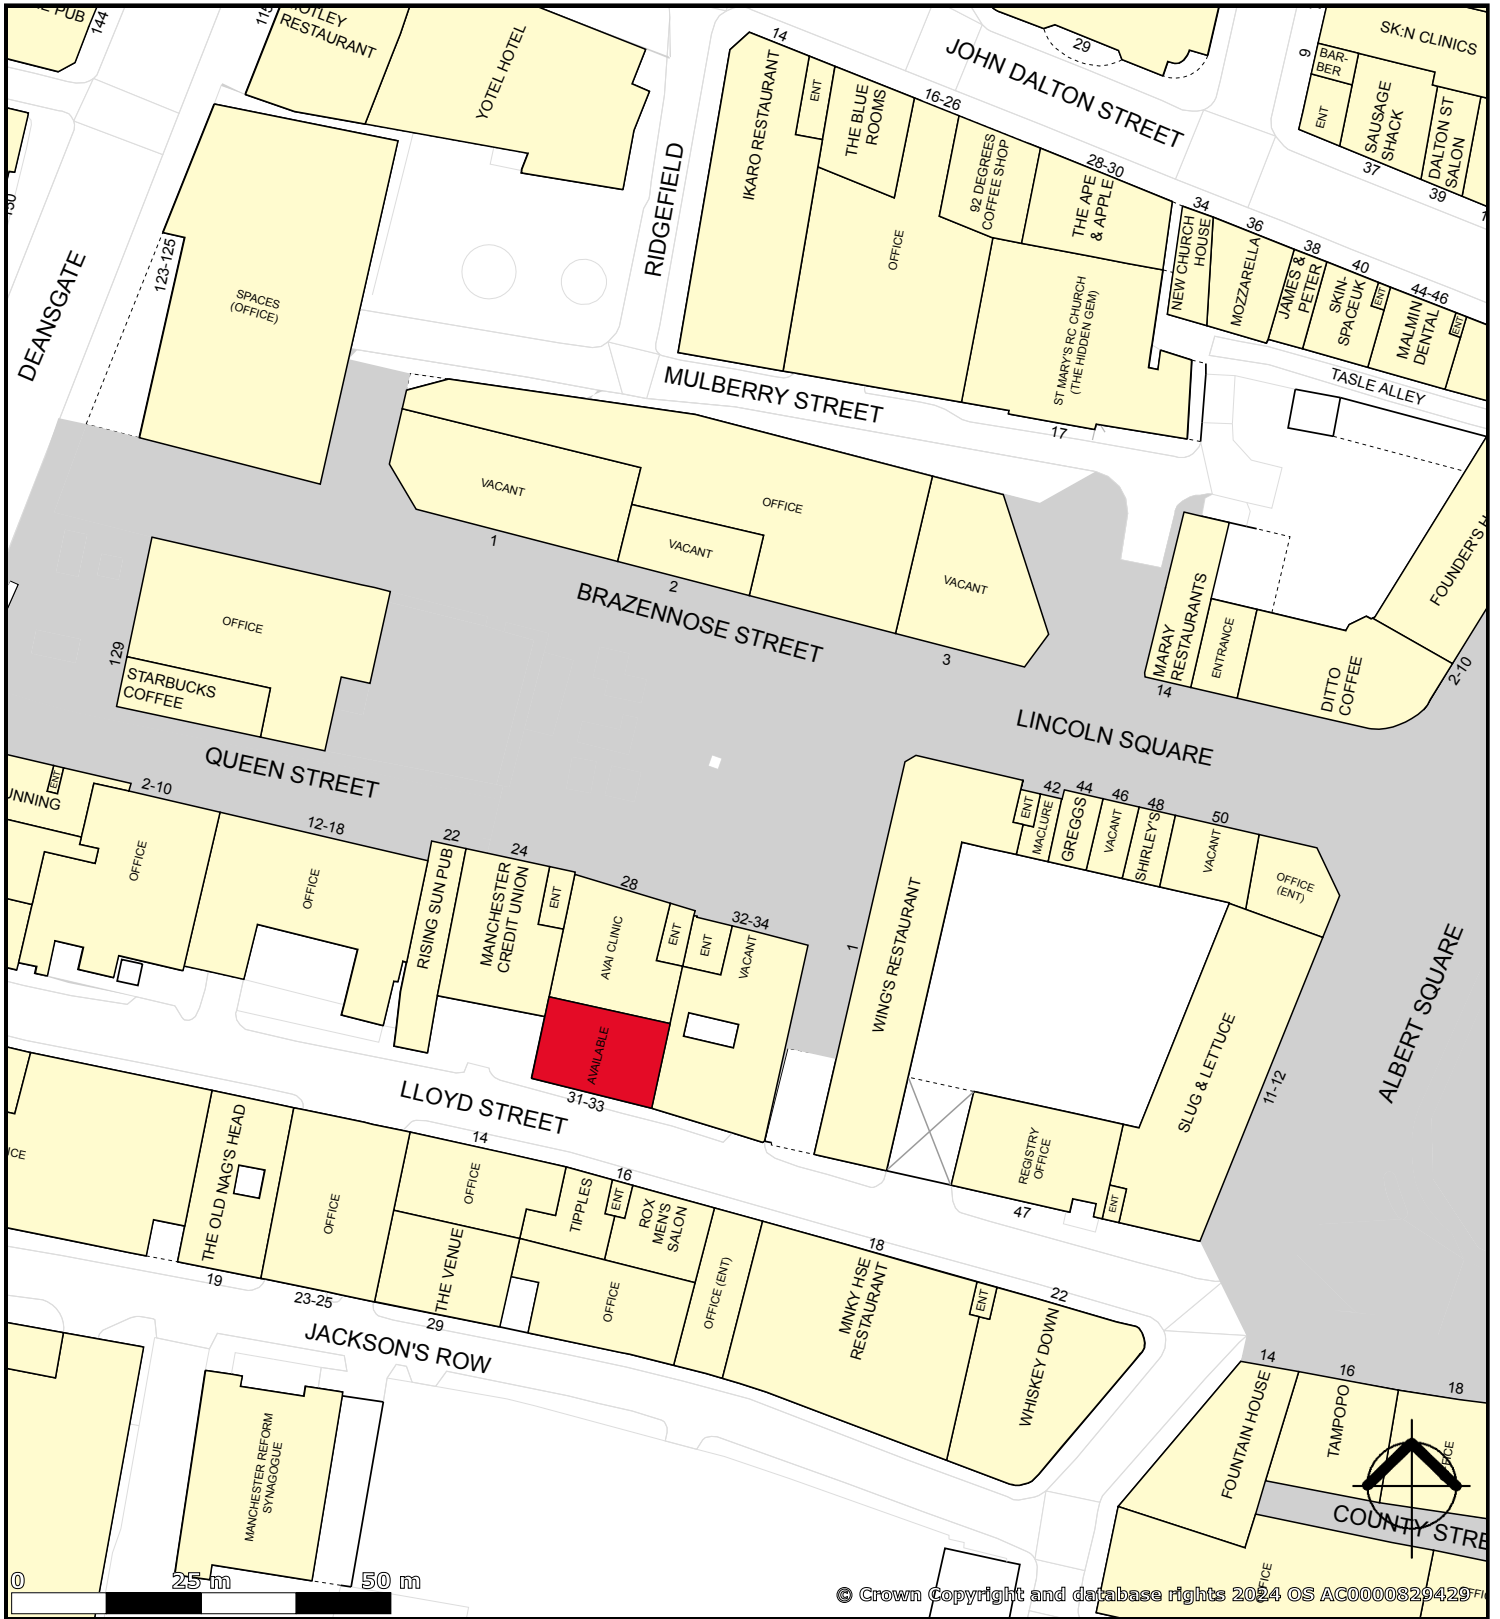 144
115
RESTAURANT
YOTEL HOTEL
14
IKARO RESTAURANT
ENT
THE BLUE
ROOMS
16-26
JOHN DALTON STREET
29
SK:N CLINICS
9
BAR-
BER
ENT
SAUSAGE
SHACK
DALTON ST
SALON
37
39
92 DEGREES
COFFEE SHOP
28-30
THE APE
& APPLE
OFFICE
34
NEW CHURCH
HOUSE
36
MOZZARELLA
38
JAMES &
PETER
40
SKIN-
SPACEUK
ENT
44-46
MALMIN
DENTAL
ENT
RIDGEFIELD
DEANSGATE
123-125
SPACES
(OFFICE)
ST MARY'S RC CHURCH
(THE HIDDEN GEM)
17
MULBERRY STREET
TASLE ALLEY
VACANT
1
VACANT
2
OFFICE
VACANT
3
BRAZENNOSE STREET
FOUNDER'S
MARAY
RESTAURANTS
ENTRANCE
14
DITTO
COFFEE
2-10
OFFICE
129
STARBUCKS
COFFEE
LINCOLN SQUARE
QUEEN STREET
ENT
2-10
OFFICE
12-18
OFFICE
22
RISING SUN PUB
24
MANCHESTER
CREDIT UNION
ENT
28
AVAI CLINIC
ENT
ENT
32-34
VACANT
AVAILABLE
31-33
1
WING'S RESTAURANT
ENT
42
MACLURE
44
GREGGS
46
VACANT
48
SHIRLEY'S
50
VACANT
OFFICE
(ENT)
ALBERT SQUARE
SLUG & LETTUCE
11-12
REGISTRY
OFFICE
ENT
47
LLOYD STREET
THE OLD NAG'S HEAD
19
OFFICE
23-25
14
OFFICE
THE VENUE
29
TIPPLES
16
ENT
ROX
MEN'S
SALON
OFFICE
OFFICE (ENT)
18
MNKY HSE
RESTAURANT
ENT
22
WHISKEY DOWN
JACKSON'S ROW
MANCHESTER REFORM
SYNAGOGUE
14
FOUNTAIN HOUSE
16
TAMPOPO
18
COUNTY STRE
0
25 m
50 m
© Crown Copyright and database rights 2024 OS AC0000829429